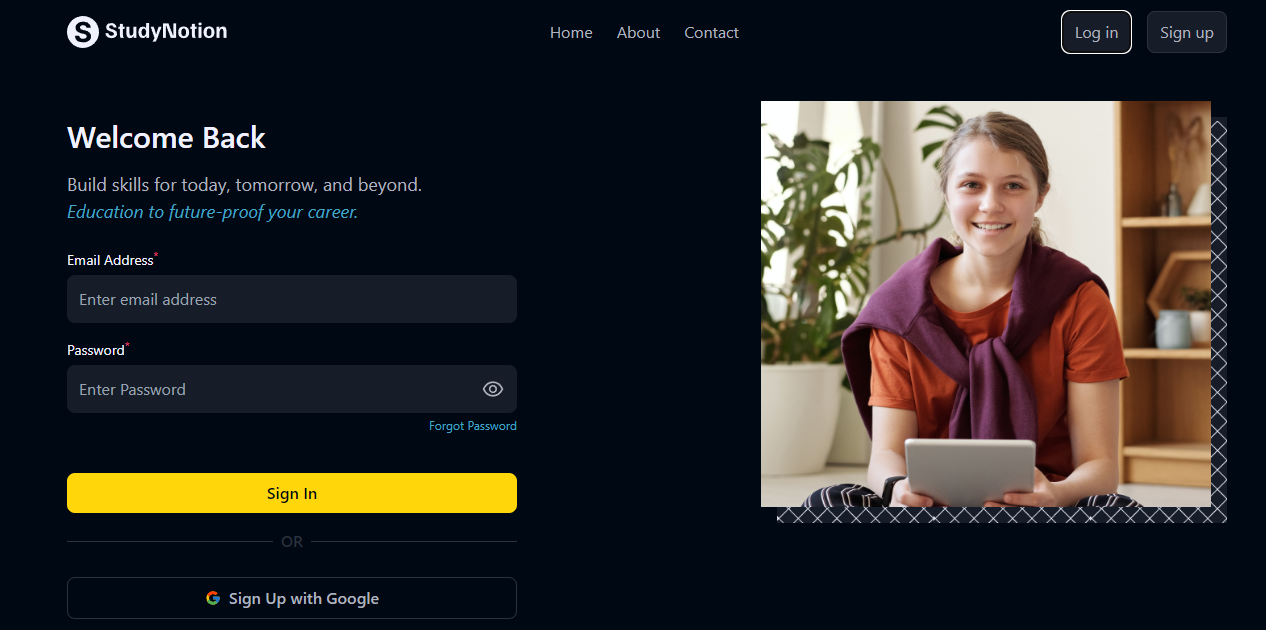 StudyNotion
Home About Contact
Log in Sign up
Welcome Back
Build skills for today, tomorrow, and beyond.
Education to future-proof your career.
Email Address*
Enter email address
Password*
Enter Password
Forgot Password
Sign In
OR
Sign Up with Google